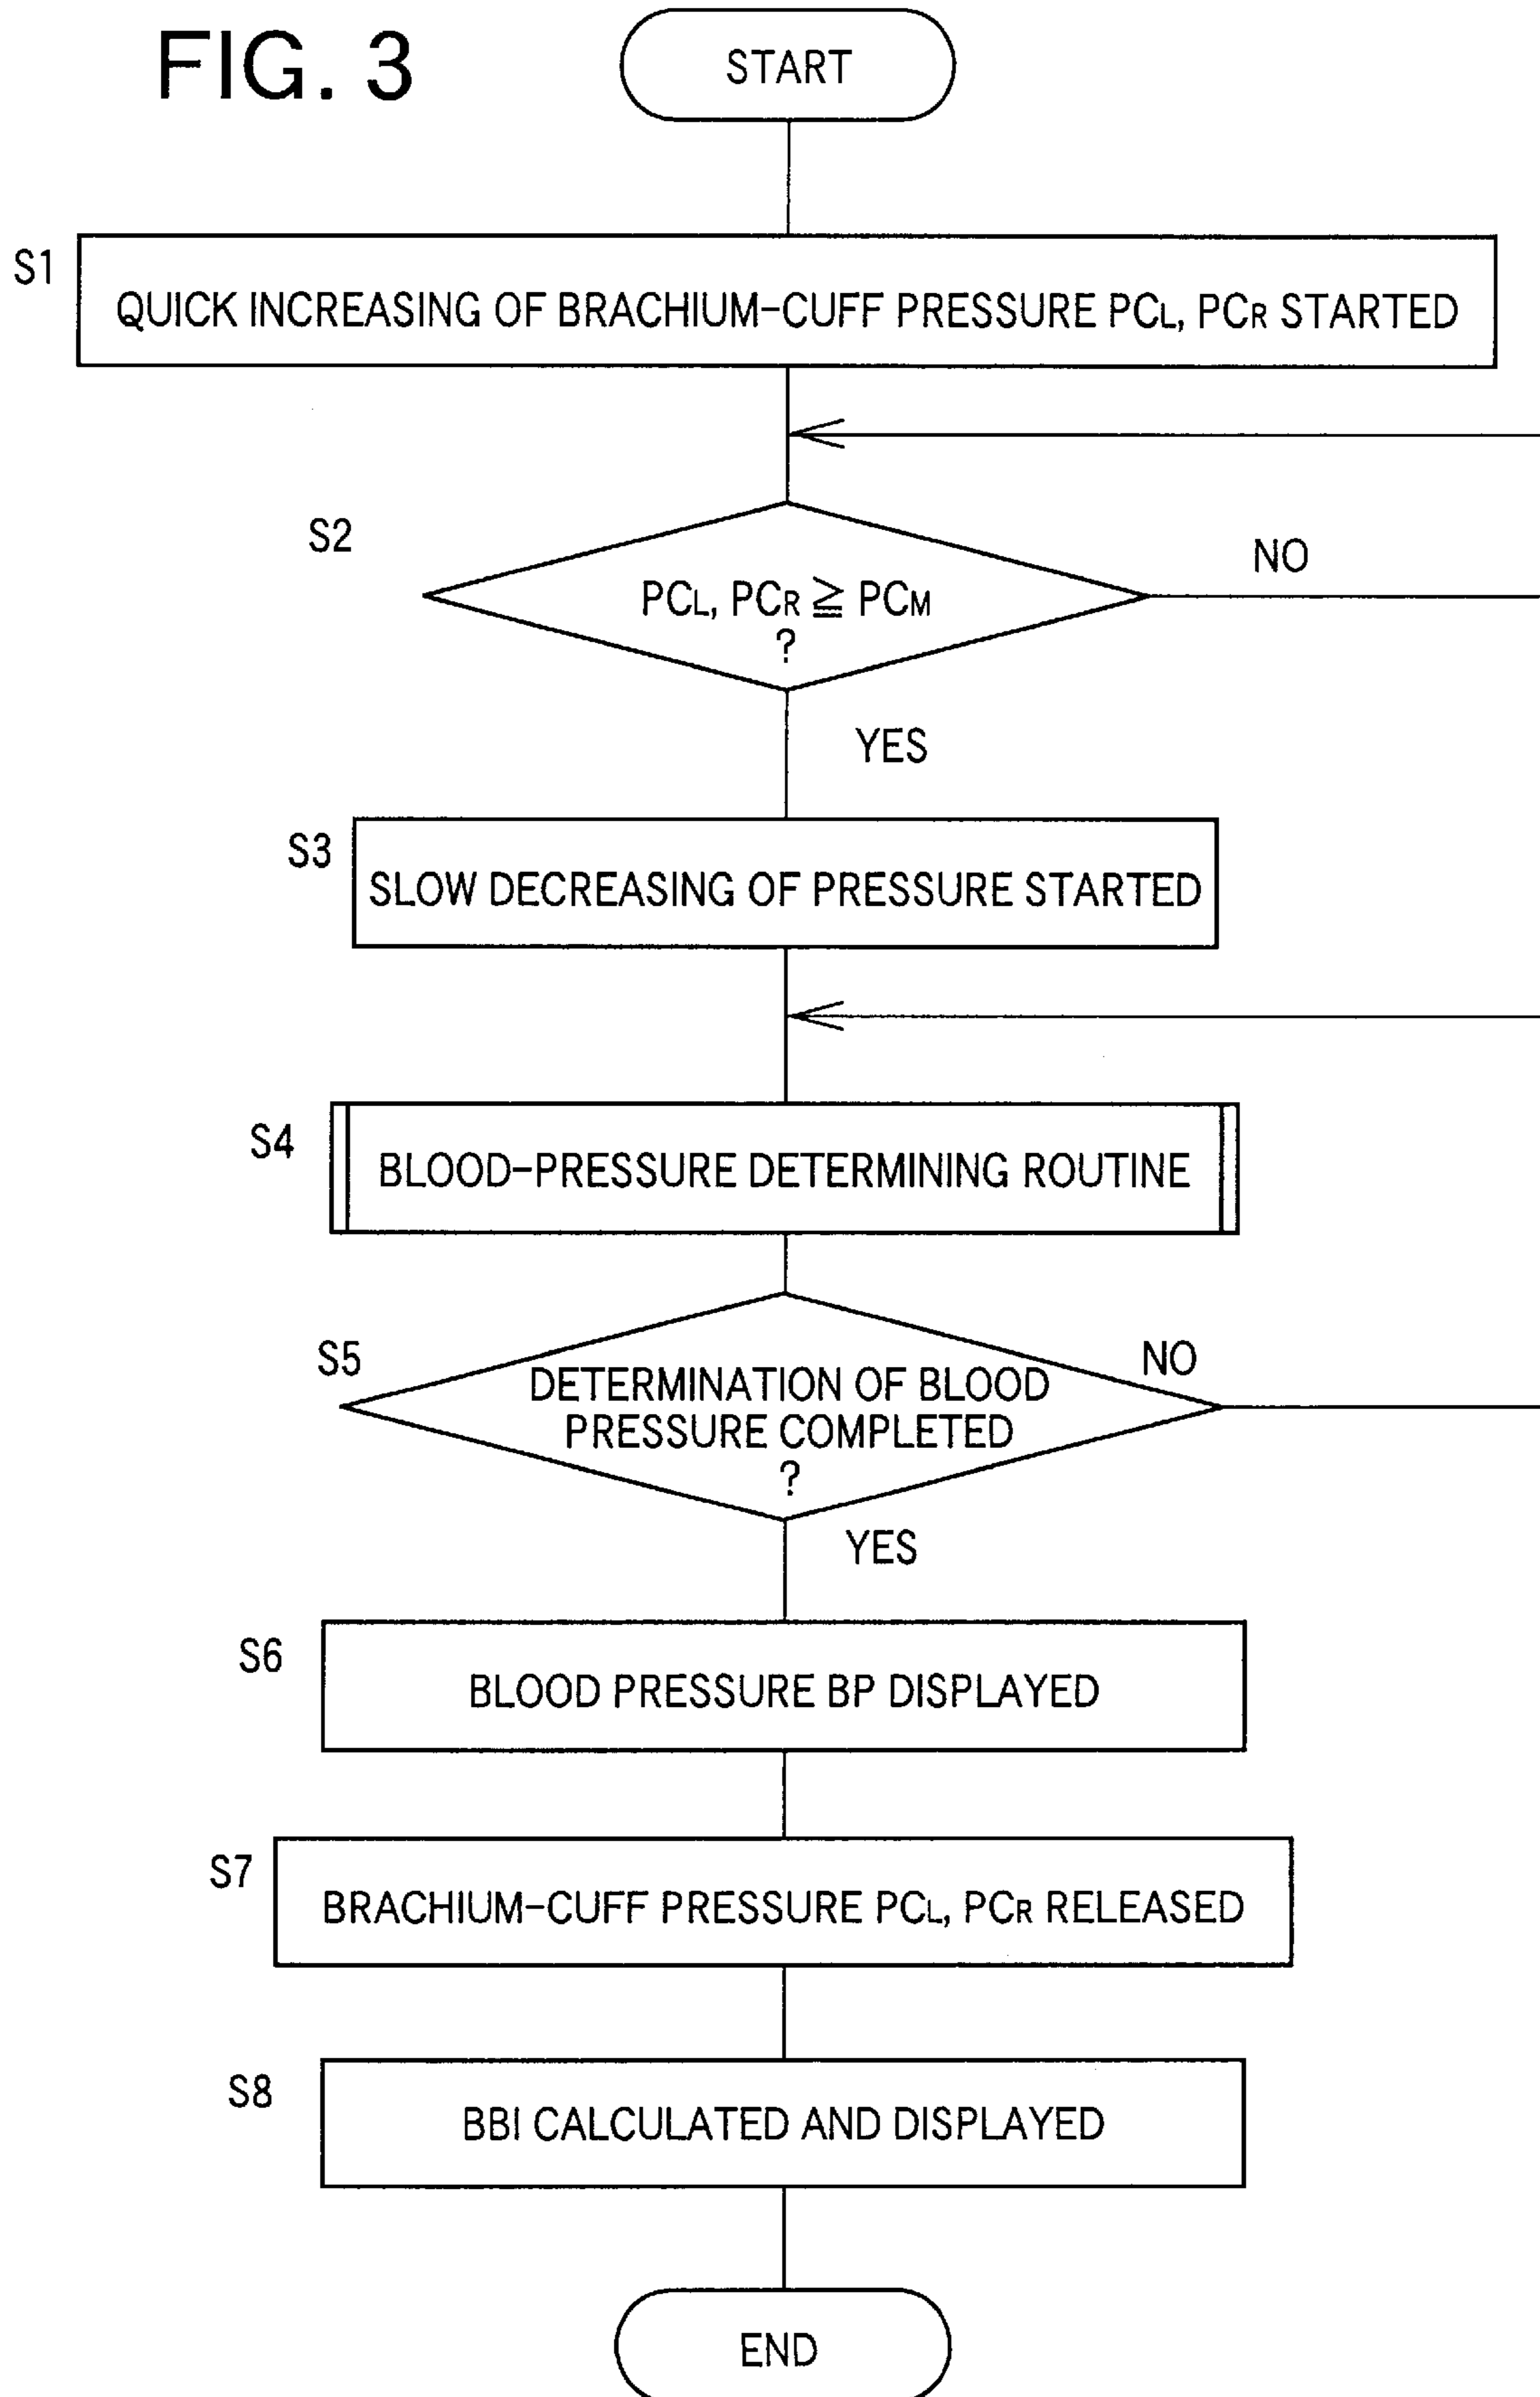 FIG. 3
START
S1
QUICK INCREASING OF BRACHIUM-CUFF PRESSURE PCL, PCR STARTED
S2
PCL, PCR ≧ PCM
?
NO
YES
S3
SLOW DECREASING OF PRESSURE STARTED
S4
BLOOD-PRESSURE DETERMINING ROUTINE
S5
DETERMINATION OF BLOOD
PRESSURE COMPLETED
?
NO
YES
S6
BLOOD PRESSURE BP DISPLAYED
S7
BRACHIUM-CUFF PRESSURE PCL, PCR RELEASED
S8
BBI CALCULATED AND DISPLAYED
END